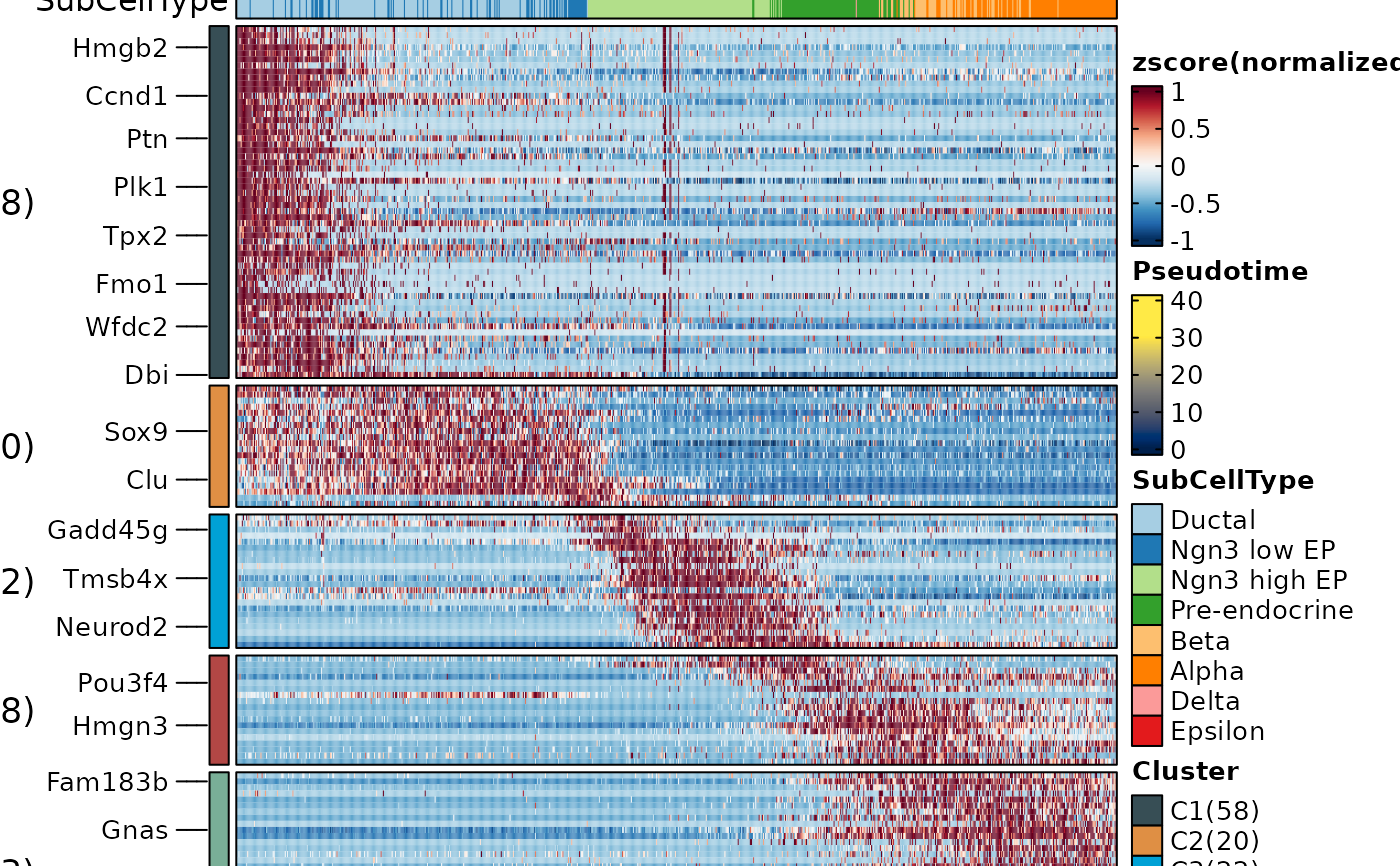 SubCellType
Hmgb2
Ccnd1
Ptn
Plk1
8)
Tpx2
Fmo1
Wfdc2
Dbi
Sox9
0)
Clu
Gadd45g
Tmsb4x
2)
Neurod2
Pou3f4
8)
Hmgn3
Fam183b
Gnas
zscore(normalized
1
0.5
0
-0.5
-1
Pseudotime
40
30
20
10
0
SubCellType
Ductal
Ngn3 low EP
Ngn3 high EP
Pre-endocrine
Beta
Alpha
Delta
Epsilon
Cluster
C1(58)
C2(20)